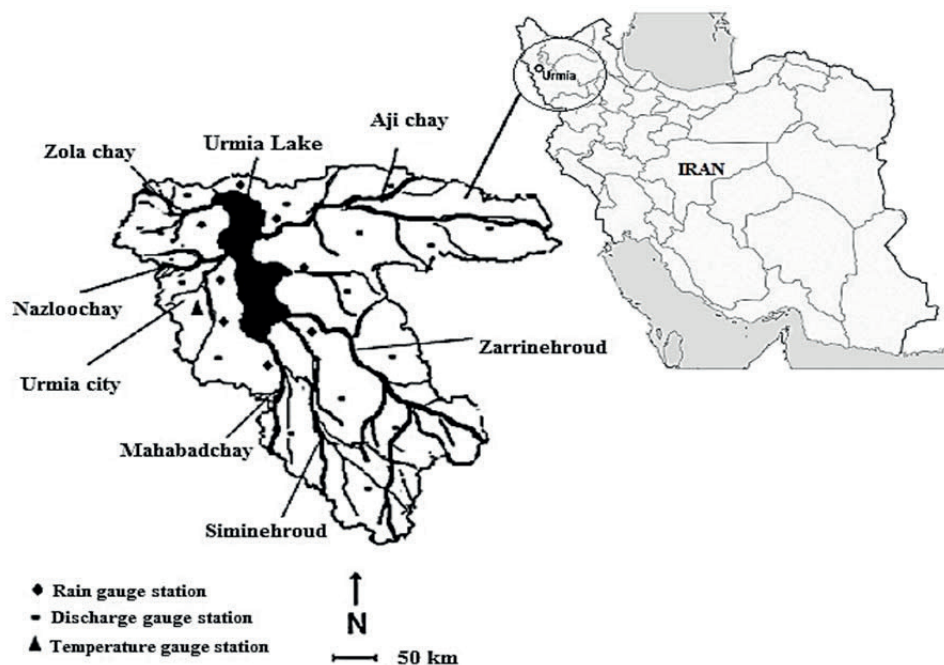 Urmia
IRAN
Aji chay
Urmia Lake
Zola chay
Nazloochay
Urmia city
Zarrinehroud
Mahabadchay
Siminehroud
Rain gauge station
Discharge gauge station
Temperature gauge station
N
50 km